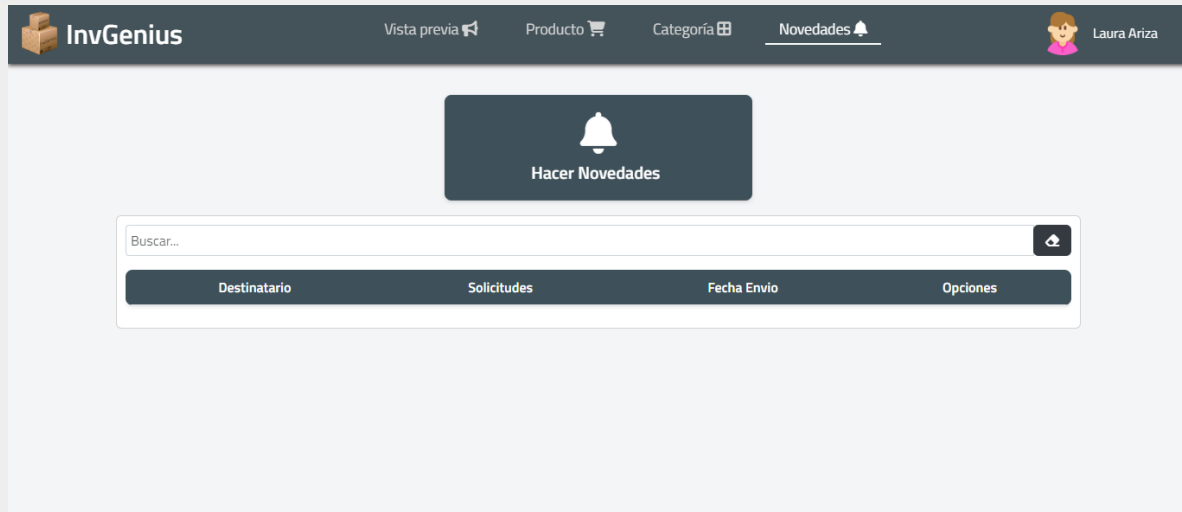 InvGenius
Vista previa
Producto
Categoría
Novedades
Laura Ariza
Hacer Novedades
Buscar...
Destinatario
Solicitudes
Fecha Envio
Opciones